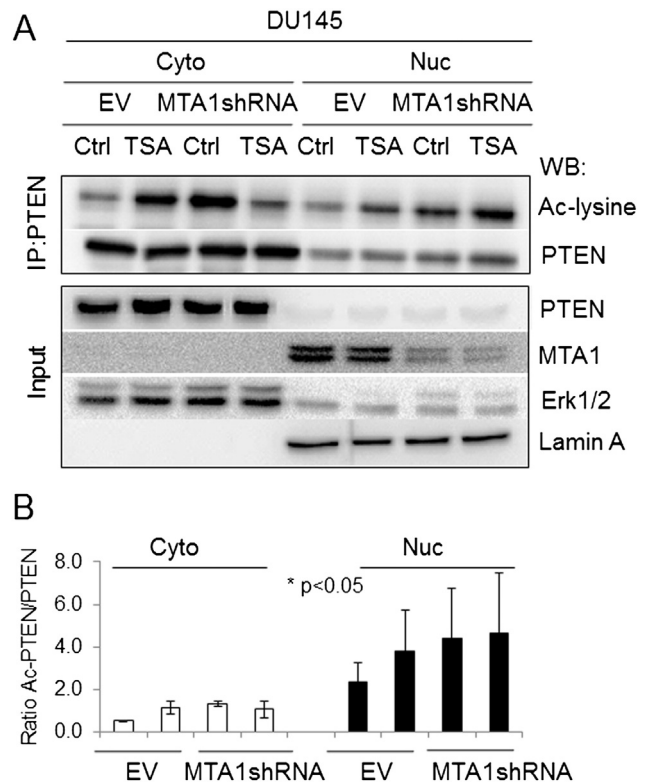 A
DU145
Cyto Nuc
EV MTA1shRNA EV MTA1shRNA
Ctrl TSA Ctrl TSA Ctrl TSA Ctrl TSA
WB:
IP:PTEN
Ac-lysine
PTEN
Input
PTEN
MTA1
Erk1/2
Lamin A
B
Ratio Ac-PTEN/PTEN
8.0
6.0
4.0
2.0
0.0
Cyto Nuc
* p<0.05
EV MTA1shRNA EV MTA1shRNA